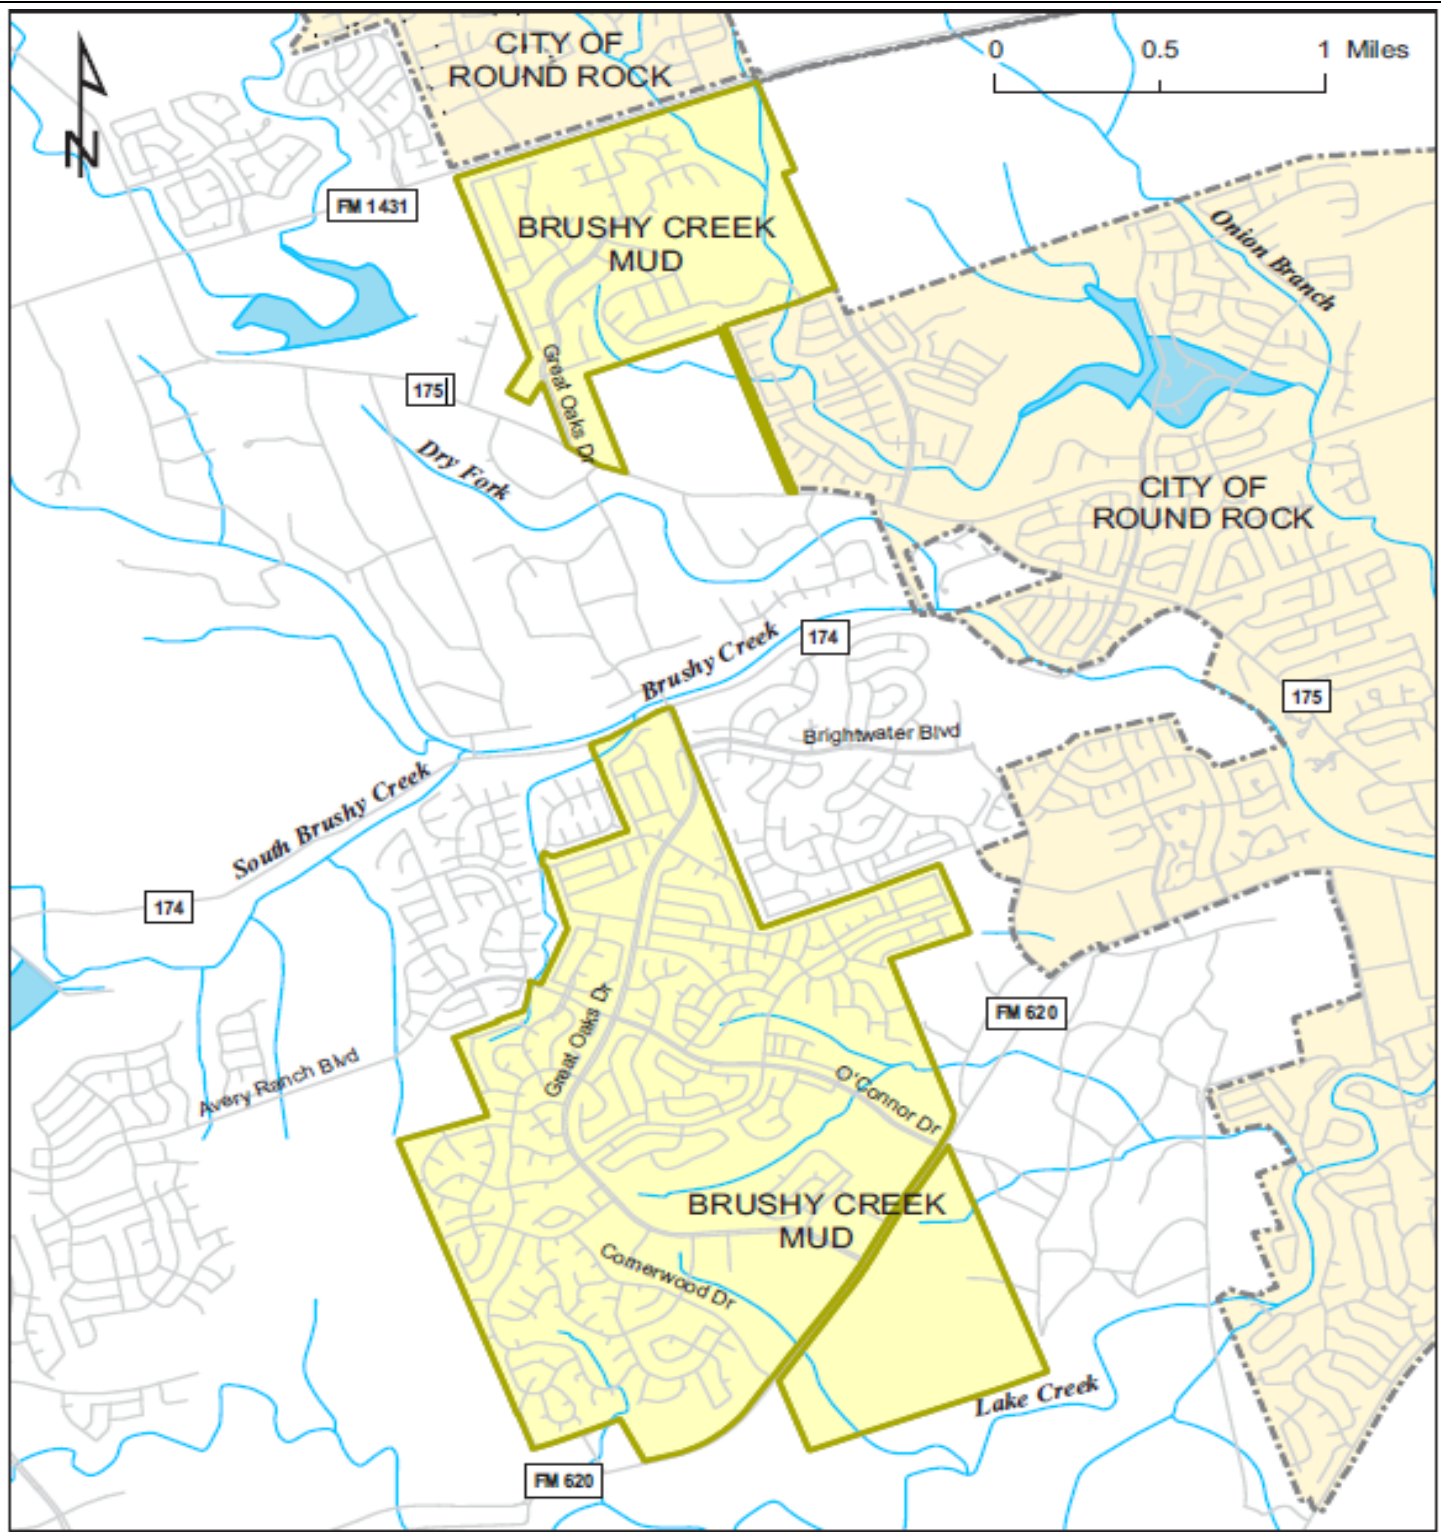 CITY OF
ROUND ROCK
0 0.5 1 Miles
N
FM 1431
BRUSHY CREEK
MUD
Onion Branch
175
Great Oaks Dr
Dry Fork
CITY OF
ROUND ROCK
Brushy Creek
174
175
Brightwater Blvd
South Brushy Creek
174
FM 620
Great Oaks Dr
Avery Ranch Blvd
O'Connor Dr
BRUSHY CREEK
MUD
Cornerwood Dr
Lake Creek
FM 620